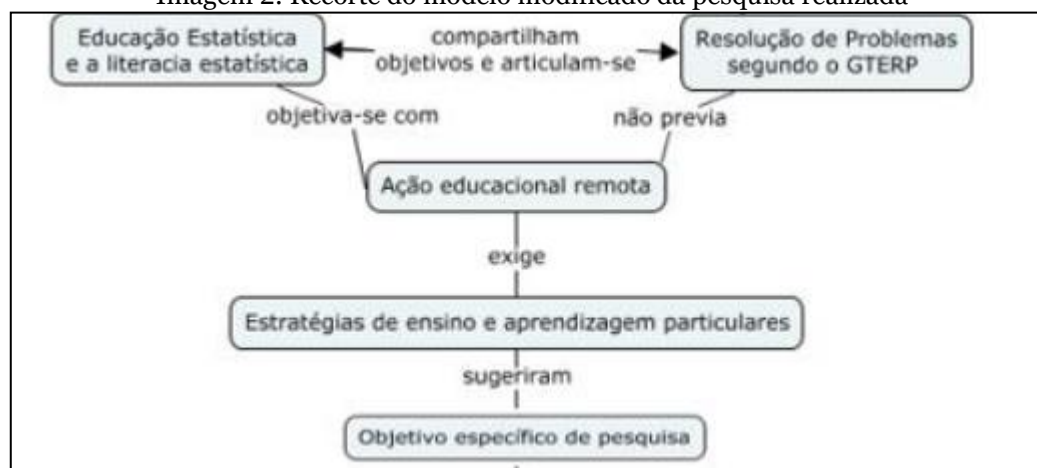 Imagem 2: Recorte do modelo modificado da pesquisa realizada
Educação Estatística
e a literacia estatística
compartilham
objetivos e articulam-se
Resolução de Problemas
segundo o GTERP
objetiva-se com
não previa
Ação educacional remota
exige
Estratégias de ensino e aprendizagem particulares
sugeriram
Objetivo específico de pesquisa